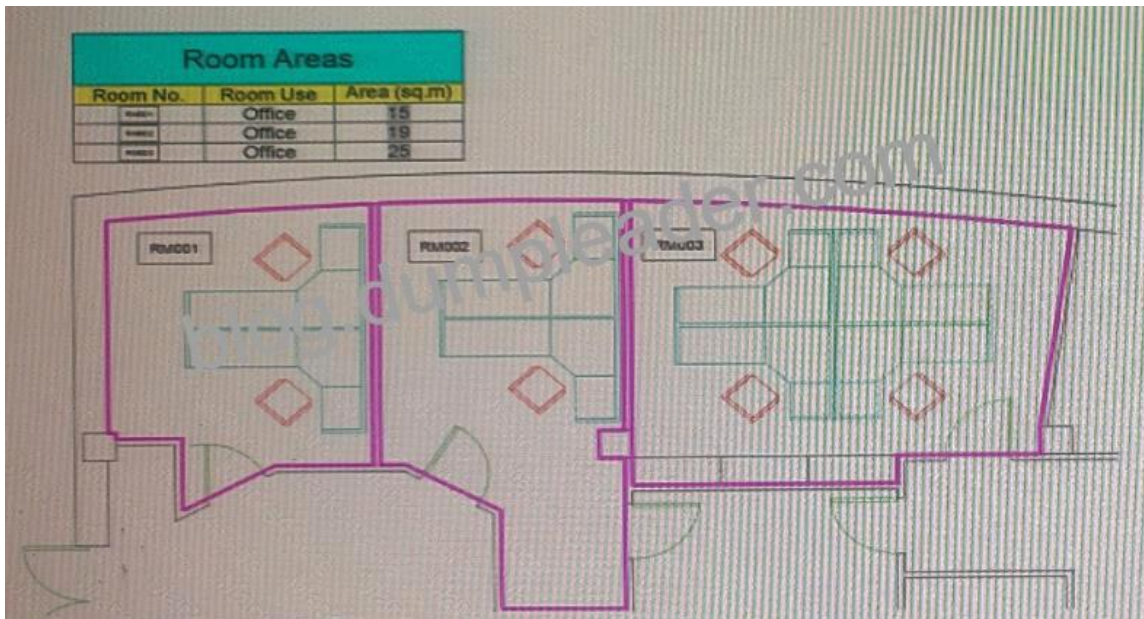 Room Areas
Room No. Room Use Area (sq.m)
Office 15
Office 19
Office 25
blog.dumpleader.com
RM001
RM002
RM003